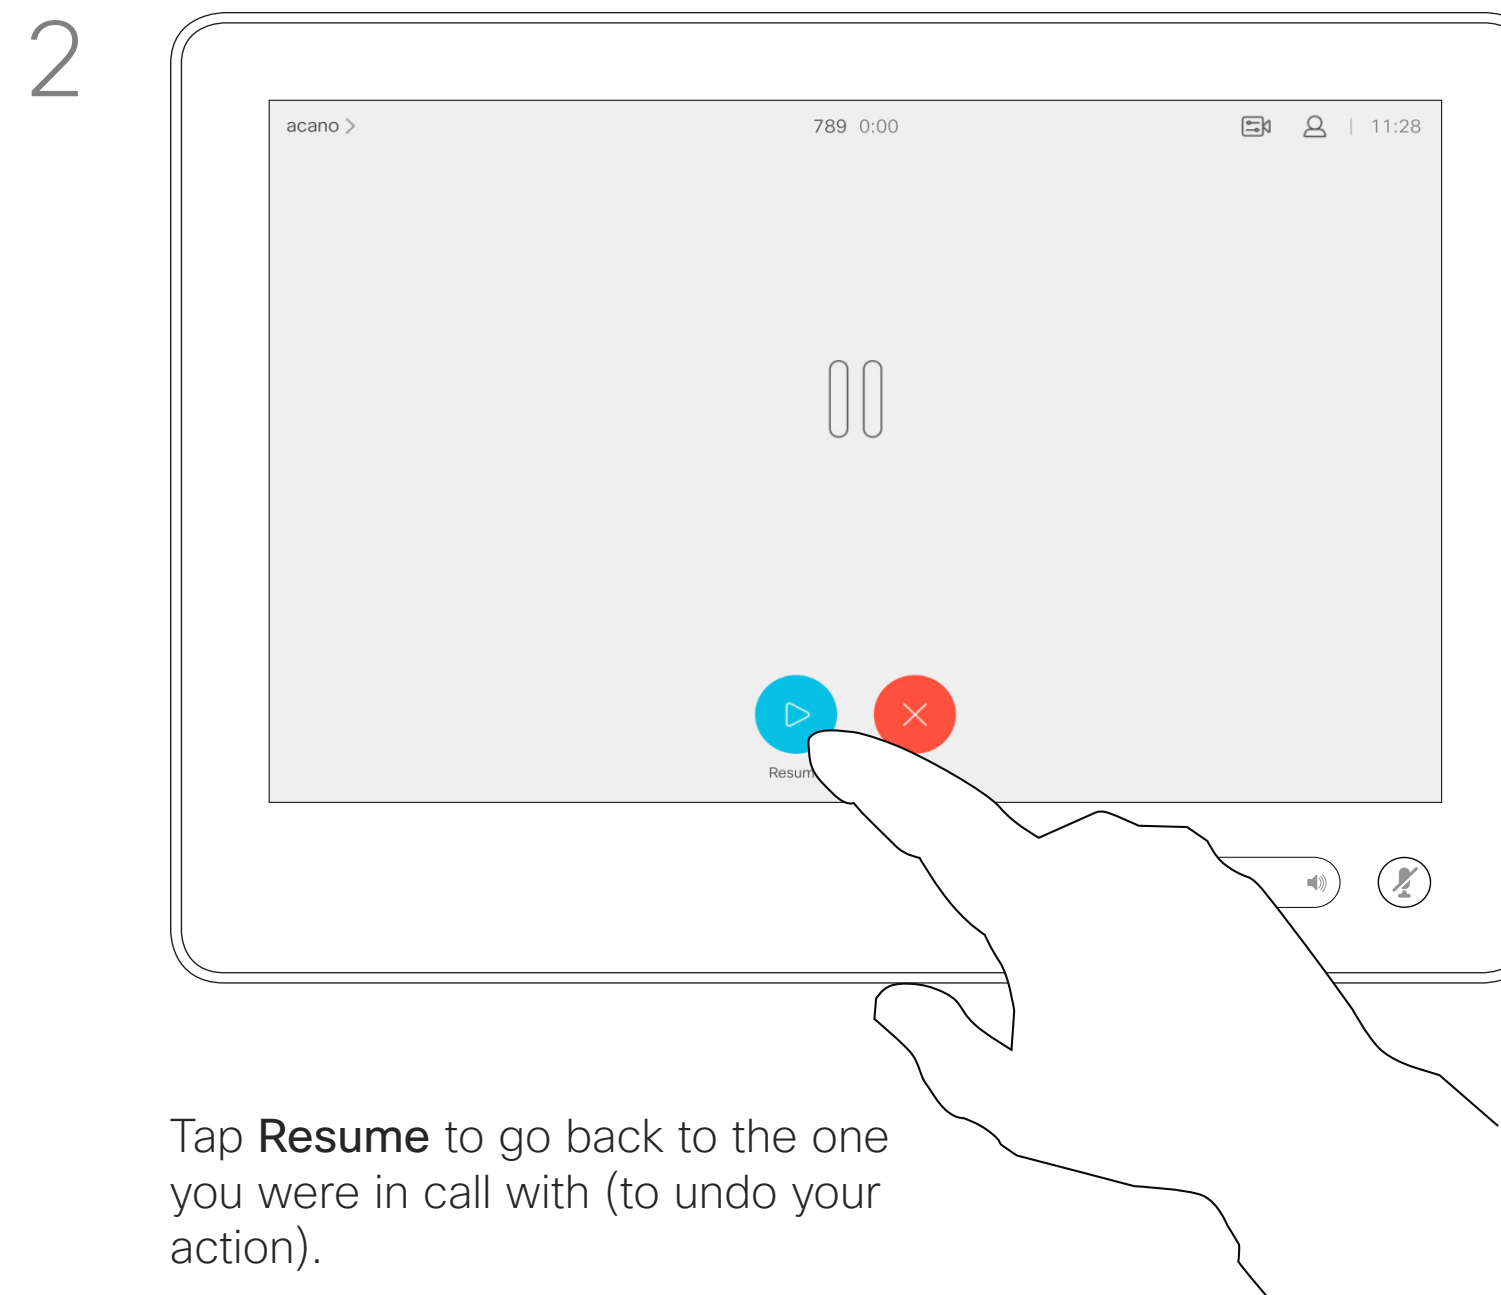 2
acano
789 0:00
11:28
Tap Resume to go back to the one
you were in call with (to undo your
action).